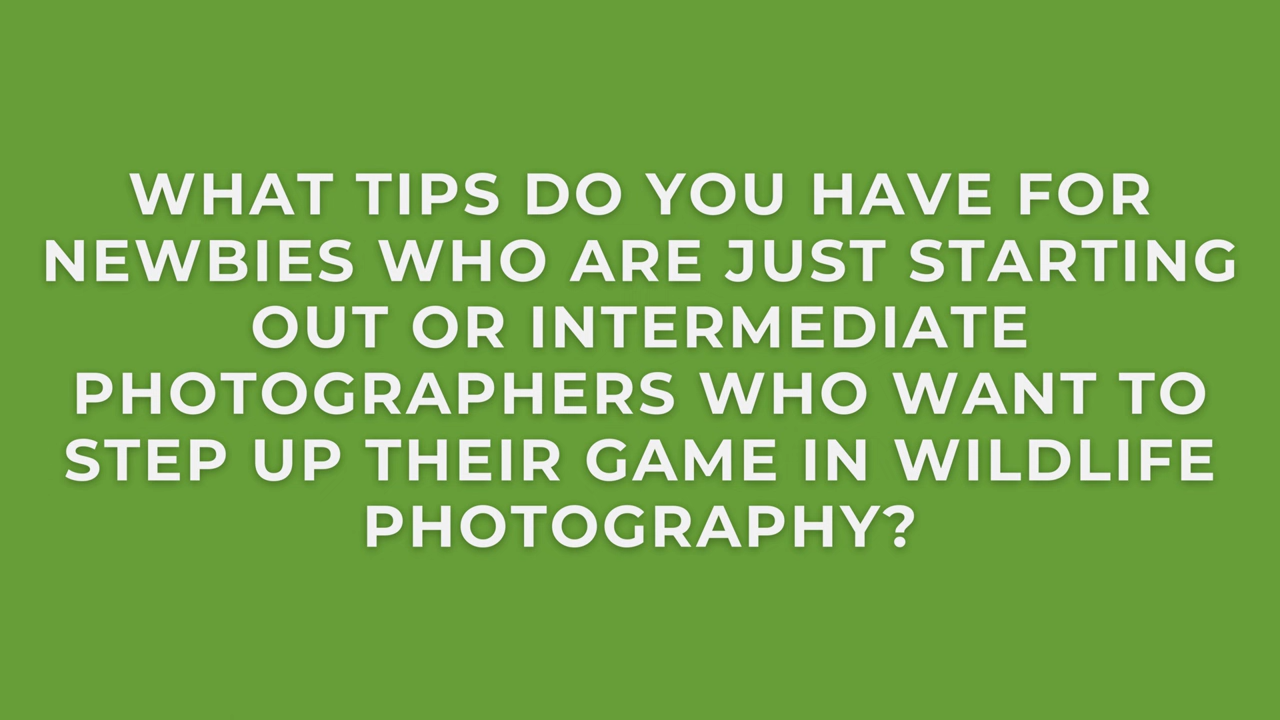 WHAT TIPS DO YOU HAVE FOR
NEWBIES WHO ARE JUST STARTING
OUT OR INTERMEDIATE
PHOTOGRAPHERS WHO WANT TO
STEP UP THEIR GAME IN WILDLIFE
PHOTOGRAPHY?